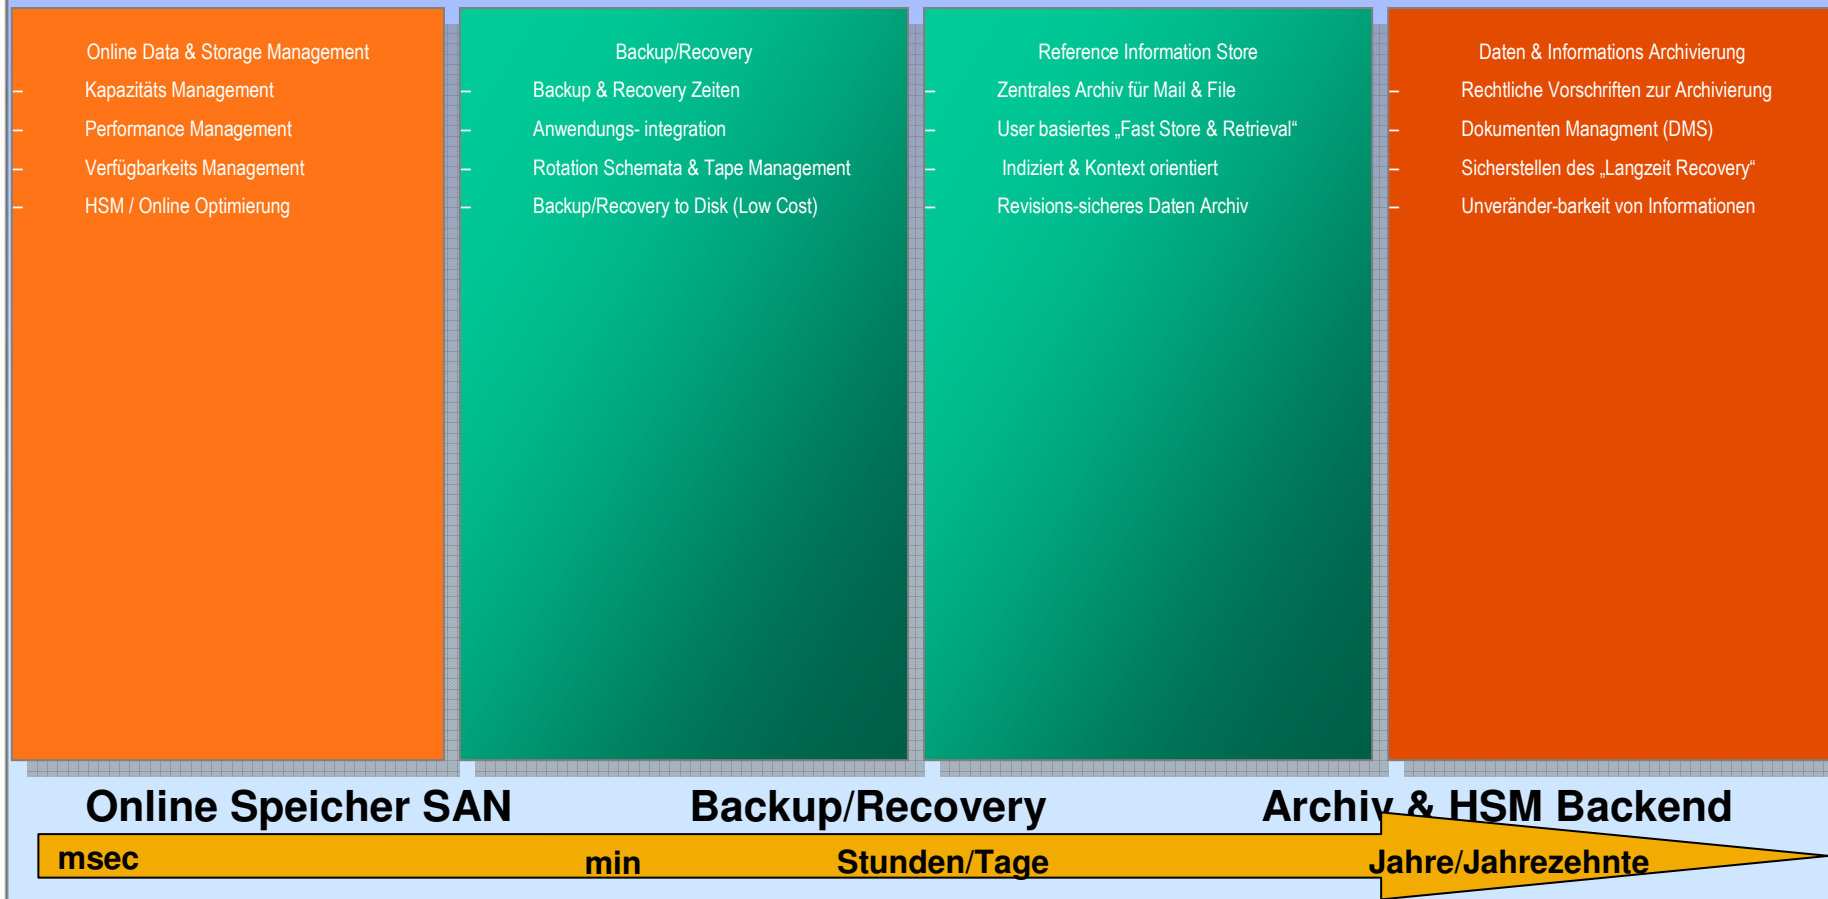 Online Data & Storage Management
– Kapazitäts Management
– Performance Management
– Verfügbarkeits Management
– HSM / Online Optimierung
Backup/Recovery
– Backup & Recovery Zeiten
– Anwendungs- integration
– Rotation Schemata & Tape Management
– Backup/Recovery to Disk (Low Cost)
Reference Information Store
– Zentrales Archiv für Mail & File
– User basiertes „Fast Store & Retrieval“
– Indiziert & Kontext orientiert
– Revisions-sicheres Daten Archiv
Daten & Informations Archivierung
– Rechtliche Vorschriften zur Archivierung
– Dokumenten Managment (DMS)
– Sicherstellen des „Langzeit Recovery“
– Unveränder-barkeit von Informationen
Online Speicher SAN
Backup/Recovery
Archiv & HSM Backend
msec
min
Stunden/Tage
Jahre/Jahrezehnte